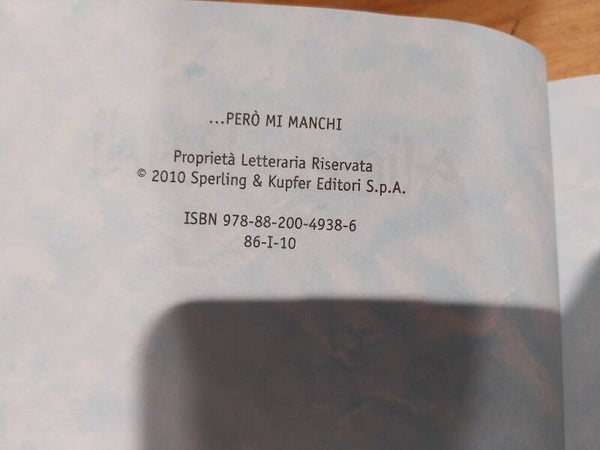 ...PERÒ MI MANCHI
Proprietà Letteraria Riservata
© 2010 Sperling & Kupfer Editori S.p.A.
ISBN 978-88-200-4938-6
86-I-10